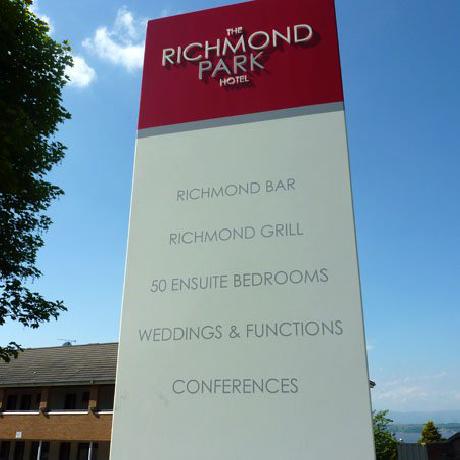 THE
RICHMOND
PARK
HOTEL
RICHMOND BAR
RICHMOND GRILL
50 ENSUITE BEDROOMS
WEDDINGS & FUNCTIONS
CONFERENCES